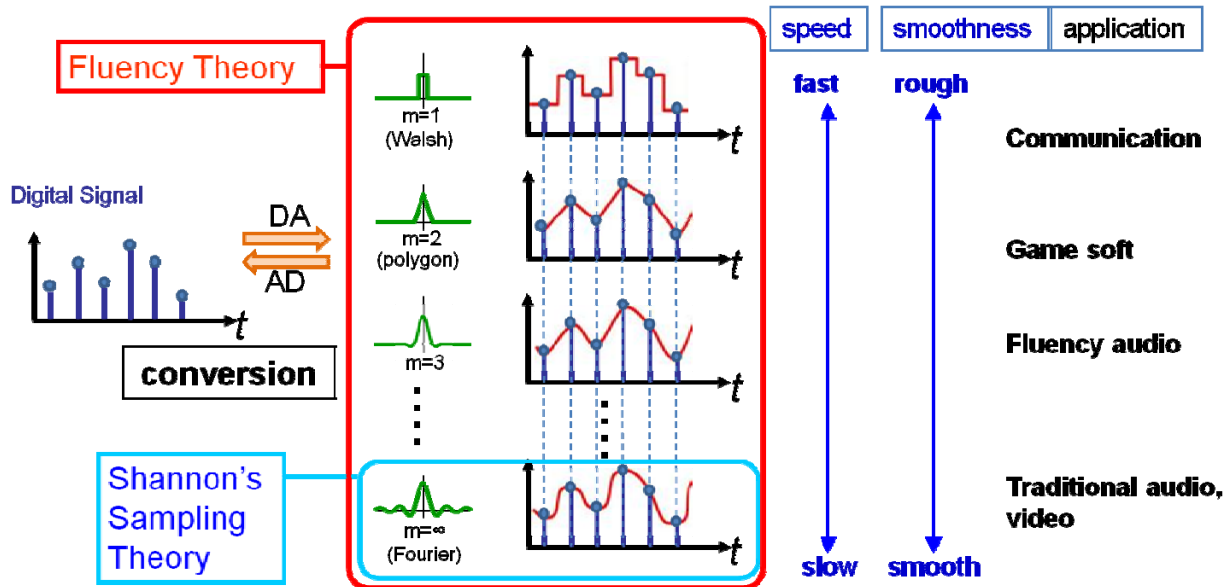 speed
smoothness
application
Fluency Theory
fast
rough
m=1
(Walsh)
t
Communication
Digital Signal
DA
AD
t
m=2
(polygon)
t
Game soft
conversion
m=3
t
Fluency audio
Shannon's
Sampling
Theory
m=∞
(Fourier)
t
Traditional audio,
video
slow
smooth